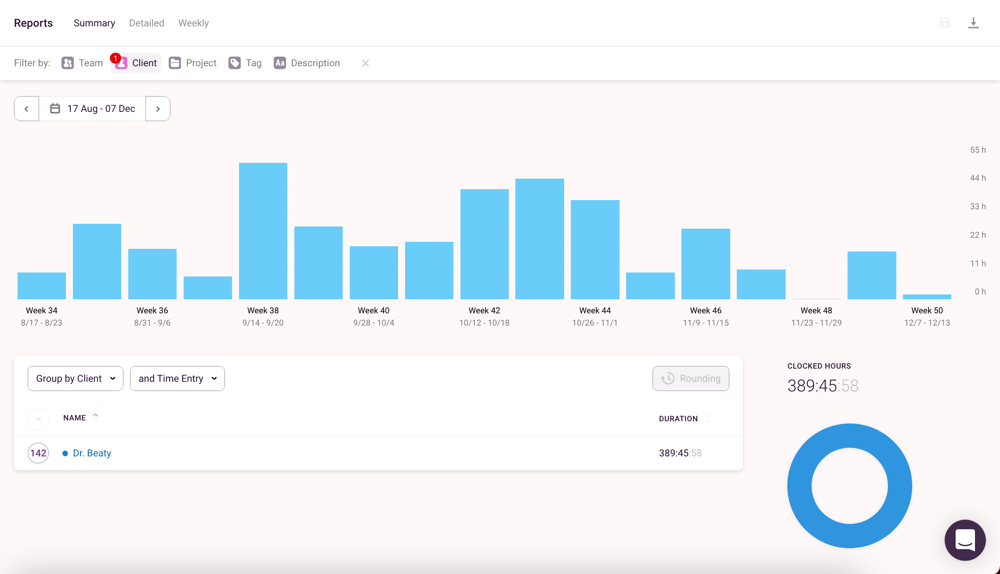 Reports Summary Detailed Weekly
Filter by: Team 1 Client Project Tag Aa Description
17 Aug - 07 Dec
55 h
44 h
33 h
22 h
11 h
0 h
Week 34 Week 36 Week 38 Week 40 Week 42 Week 44 Week 46 Week 48 Week 50
8/17 - 8/23 8/31 - 9/6 9/14 - 9/20 9/28 - 10/4 10/12 - 10/18 10/26 - 11/1 11/9 - 11/15 11/23 - 11/29 12/7 - 12/13
Group by Client and Time Entry Rounding
NAME DURATION
142 Dr. Beaty 389:45:58
CLOCKED HOURS
389:45:58